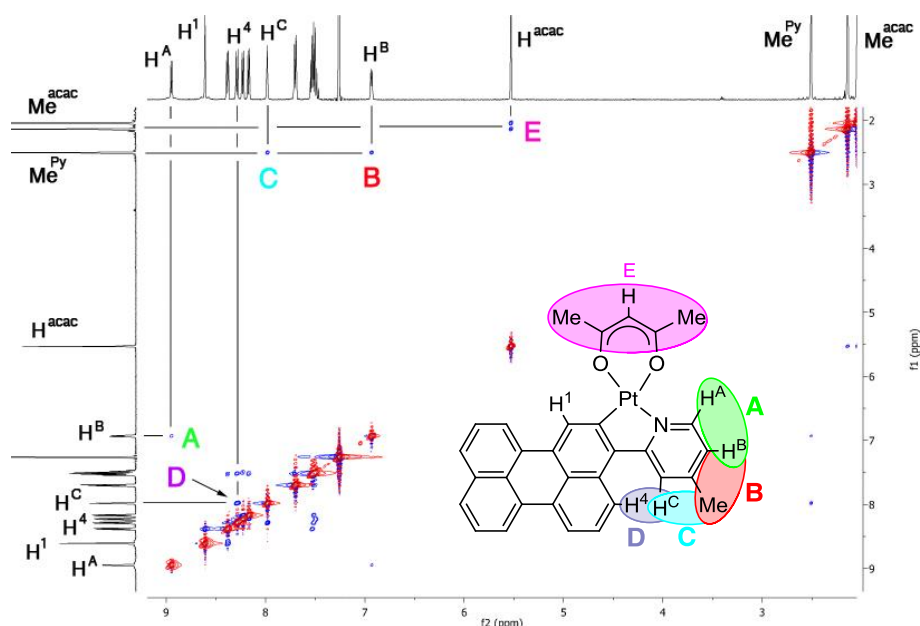 H^A H^1 H^4 H^C H^B H^acac Me^Py Me^acac
Me^acac
Me^Py
C B E
2
3
4
5
6
7
8
9
f1 (ppm)
H^acac
H^B
A
D
H^C
H^4
H^1
H^A
E
H
Me Me
O O
Pt
H^1 N H^A A
H^B
B
H^4 H^C Me
D C
9 8 7 6 5 4 3
f2 (ppm)